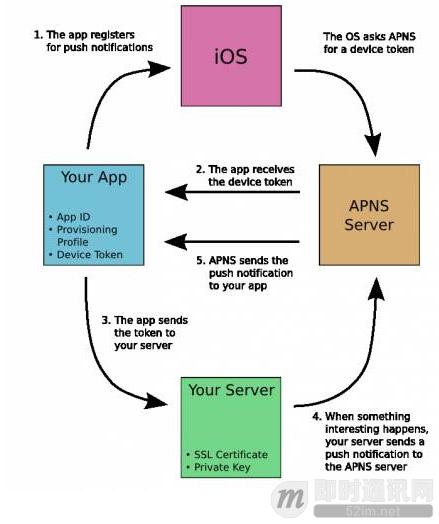 1. The app registers
for push notifications
iOS
The OS asks APNS
for a device token
Your App
• App ID
• Provisioning
Profile
• Device Token
2. The app receives
the device token
APNS
Server
5. APNS sends the
push notification
to your app
3. The app sends
the token to
your server
Your Server
• SSL Certificate
• Private Key
4. When something
interesting happens,
your server sends a
push notification to
the APNS server
m
即时通讯网
52im.net